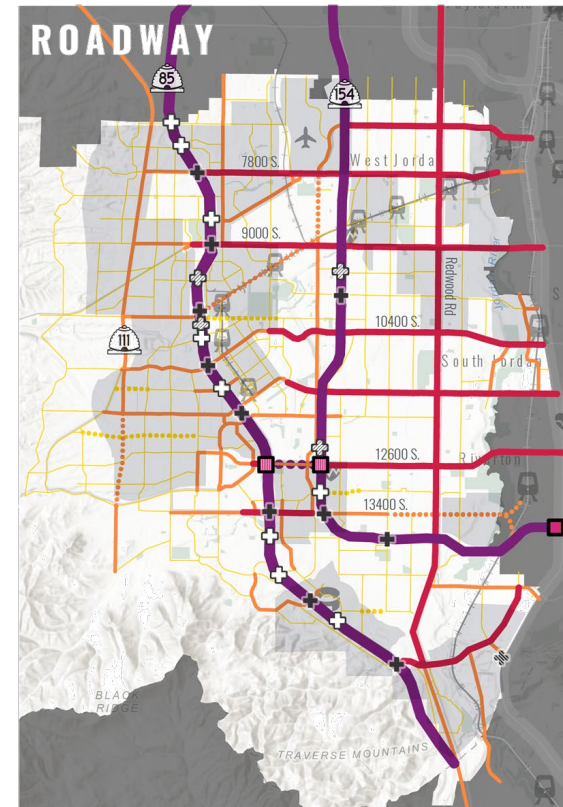 ROADWAY
85
154
7800 S.
West Jorda
9000 S.
Redwood Rd
10400 S.
111
South Jordan
12600 S.
Riverton
13400 S.
BLACK
RIDGE
TRAVERSE MOUNTAINS